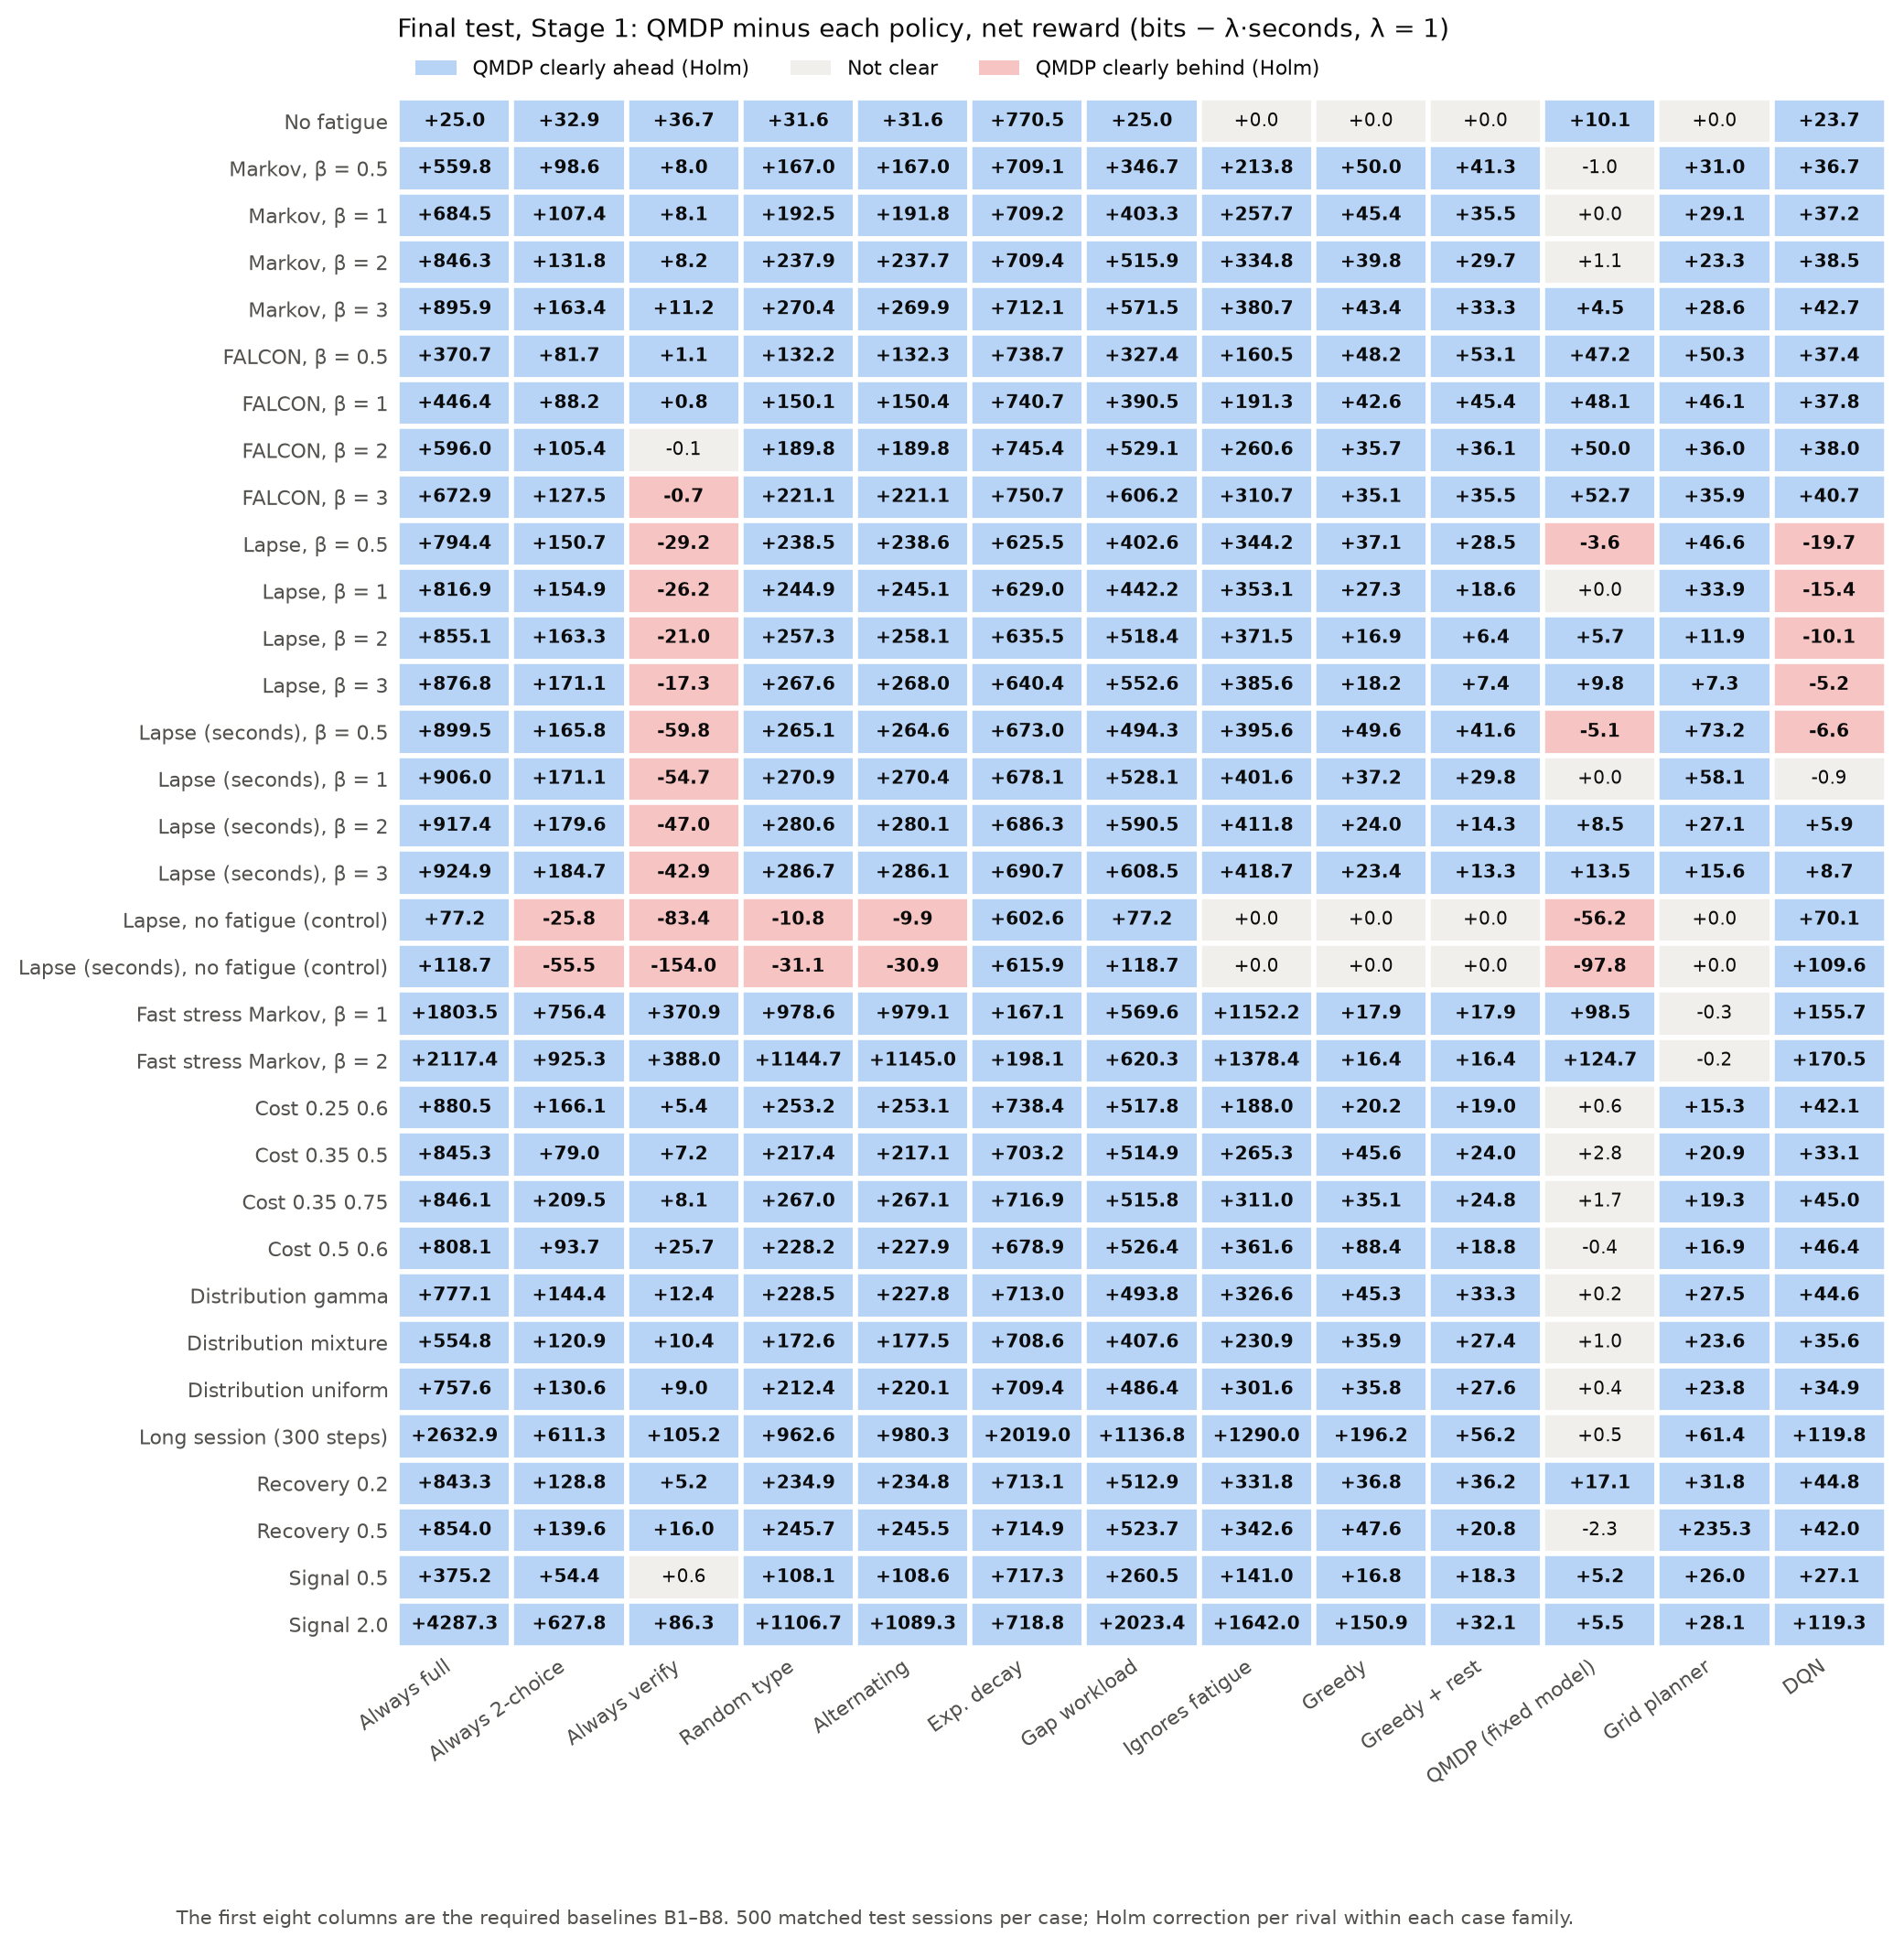 Final test, Stage 1: QMDP minus each policy, net reward (bits − λ·seconds, λ = 1)
QMDP clearly ahead (Holm) Not clear QMDP clearly behind (Holm)
No fatigue +25.0 +32.9 +36.7 +31.6 +31.6 +770.5 +25.0 +0.0 +0.0 +0.0 +10.1 +0.0 +23.7
Markov, β = 0.5 +559.8 +98.6 +8.0 +167.0 +167.0 +709.1 +346.7 +213.8 +50.0 +41.3 -1.0 +31.0 +36.7
Markov, β = 1 +684.5 +107.4 +8.1 +192.5 +191.8 +709.2 +403.3 +257.7 +45.4 +35.5 +0.0 +29.1 +37.2
Markov, β = 2 +846.3 +131.8 +8.2 +237.9 +237.7 +709.4 +515.9 +334.8 +39.8 +29.7 +1.1 +23.3 +38.5
Markov, β = 3 +895.9 +163.4 +11.2 +270.4 +269.9 +712.1 +571.5 +380.7 +43.4 +33.3 +4.5 +28.6 +42.7
FALCON, β = 0.5 +370.7 +81.7 +1.1 +132.2 +132.3 +738.7 +327.4 +160.5 +48.2 +53.1 +47.2 +50.3 +37.4
FALCON, β = 1 +446.4 +88.2 +0.8 +150.1 +150.4 +740.7 +390.5 +191.3 +42.6 +45.4 +48.1 +46.1 +37.8
FALCON, β = 2 +596.0 +105.4 -0.1 +189.8 +189.8 +745.4 +529.1 +260.6 +35.7 +36.1 +50.0 +36.0 +38.0
FALCON, β = 3 +672.9 +127.5 -0.7 +221.1 +221.1 +750.7 +606.2 +310.7 +35.1 +35.5 +52.7 +35.9 +40.7
Lapse, β = 0.5 +794.4 +150.7 -29.2 +238.5 +238.6 +625.5 +402.6 +344.2 +37.1 +28.5 -3.6 +46.6 -19.7
Lapse, β = 1 +816.9 +154.9 -26.2 +244.9 +245.1 +629.0 +442.2 +353.1 +27.3 +18.6 +0.0 +33.9 -15.4
Lapse, β = 2 +855.1 +163.3 -21.0 +257.3 +258.1 +635.5 +518.4 +371.5 +16.9 +6.4 +5.7 +11.9 -10.1
Lapse, β = 3 +876.8 +171.1 -17.3 +267.6 +268.0 +640.4 +552.6 +385.6 +18.2 +7.4 +9.8 +7.3 -5.2
Lapse (seconds), β = 0.5 +899.5 +165.8 -59.8 +265.1 +264.6 +673.0 +494.3 +395.6 +49.6 +41.6 -5.1 +73.2 -6.6
Lapse (seconds), β = 1 +906.0 +171.1 -54.7 +270.9 +270.4 +678.1 +528.1 +401.6 +37.2 +29.8 +0.0 +58.1 -0.9
Lapse (seconds), β = 2 +917.4 +179.6 -47.0 +280.6 +280.1 +686.3 +590.5 +411.8 +24.0 +14.3 +8.5 +27.1 +5.9
Lapse (seconds), β = 3 +924.9 +184.7 -42.9 +286.7 +286.1 +690.7 +608.5 +418.7 +23.4 +13.3 +13.5 +15.6 +8.7
Lapse, no fatigue (control) +77.2 -25.8 -83.4 -10.8 -9.9 +602.6 +77.2 +0.0 +0.0 +0.0 -56.2 +0.0 +70.1
Lapse (seconds), no fatigue (control) +118.7 -55.5 -154.0 -31.1 -30.9 +615.9 +118.7 +0.0 +0.0 +0.0 -97.8 +0.0 +109.6
Fast stress Markov, β = 1 +1803.5 +756.4 +370.9 +978.6 +979.1 +167.1 +569.6 +1152.2 +17.9 +17.9 +98.5 -0.3 +155.7
Fast stress Markov, β = 2 +2117.4 +925.3 +388.0 +1144.7 +1145.0 +198.1 +620.3 +1378.4 +16.4 +16.4 +124.7 -0.2 +170.5
Cost 0.25 0.6 +880.5 +166.1 +5.4 +253.2 +253.1 +738.4 +517.8 +188.0 +20.2 +19.0 +0.6 +15.3 +42.1
Cost 0.35 0.5 +845.3 +79.0 +7.2 +217.4 +217.1 +703.2 +514.9 +265.3 +45.6 +24.0 +2.8 +20.9 +33.1
Cost 0.35 0.75 +846.1 +209.5 +8.1 +267.0 +267.1 +716.9 +515.8 +311.0 +35.1 +24.8 +1.7 +19.3 +45.0
Cost 0.5 0.6 +808.1 +93.7 +25.7 +228.2 +227.9 +678.9 +526.4 +361.6 +88.4 +18.8 -0.4 +16.9 +46.4
Distribution gamma +777.1 +144.4 +12.4 +228.5 +227.8 +713.0 +493.8 +326.6 +45.3 +33.3 +0.2 +27.5 +44.6
Distribution mixture +554.8 +120.9 +10.4 +172.6 +177.5 +708.6 +407.6 +230.9 +35.9 +27.4 +1.0 +23.6 +35.6
Distribution uniform +757.6 +130.6 +9.0 +212.4 +220.1 +709.4 +486.4 +301.6 +35.8 +27.6 +0.4 +23.8 +34.9
Long session (300 steps) +2632.9 +611.3 +105.2 +962.6 +980.3 +2019.0 +1136.8 +1290.0 +196.2 +56.2 +0.5 +61.4 +119.8
Recovery 0.2 +843.3 +128.8 +5.2 +234.9 +234.8 +713.1 +512.9 +331.8 +36.8 +36.2 +17.1 +31.8 +44.8
Recovery 0.5 +854.0 +139.6 +16.0 +245.7 +245.5 +714.9 +523.7 +342.6 +47.6 +20.8 -2.3 +235.3 +42.0
Signal 0.5 +375.2 +54.4 +0.6 +108.1 +108.6 +717.3 +260.5 +141.0 +16.8 +18.3 +5.2 +26.0 +27.1
Signal 2.0 +4287.3 +627.8 +86.3 +1106.7 +1089.3 +718.8 +2023.4 +1642.0 +150.9 +32.1 +5.5 +28.1 +119.3
Always full Always 2-choice Always verify Random type Alternating Exp. decay Gap workload Ignores fatigue Greedy Greedy + rest QMDP (fixed model) Grid planner DQN
The first eight columns are the required baselines B1–B8. 500 matched test sessions per case; Holm correction per rival within each case family.